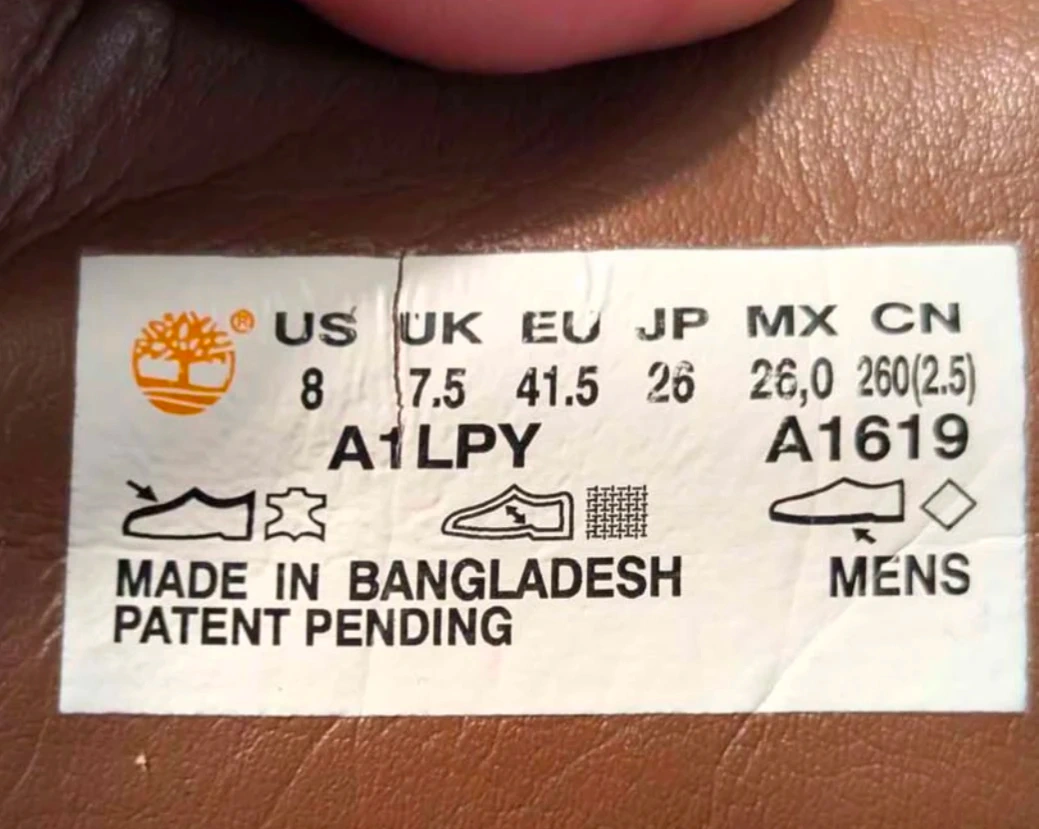 ® US UK EU JP MX CN
8 7.5 41.5 26 26,0 260(2.5)
A1LPY A1619
MADE IN BANGLADESH MENS
PATENT PENDING